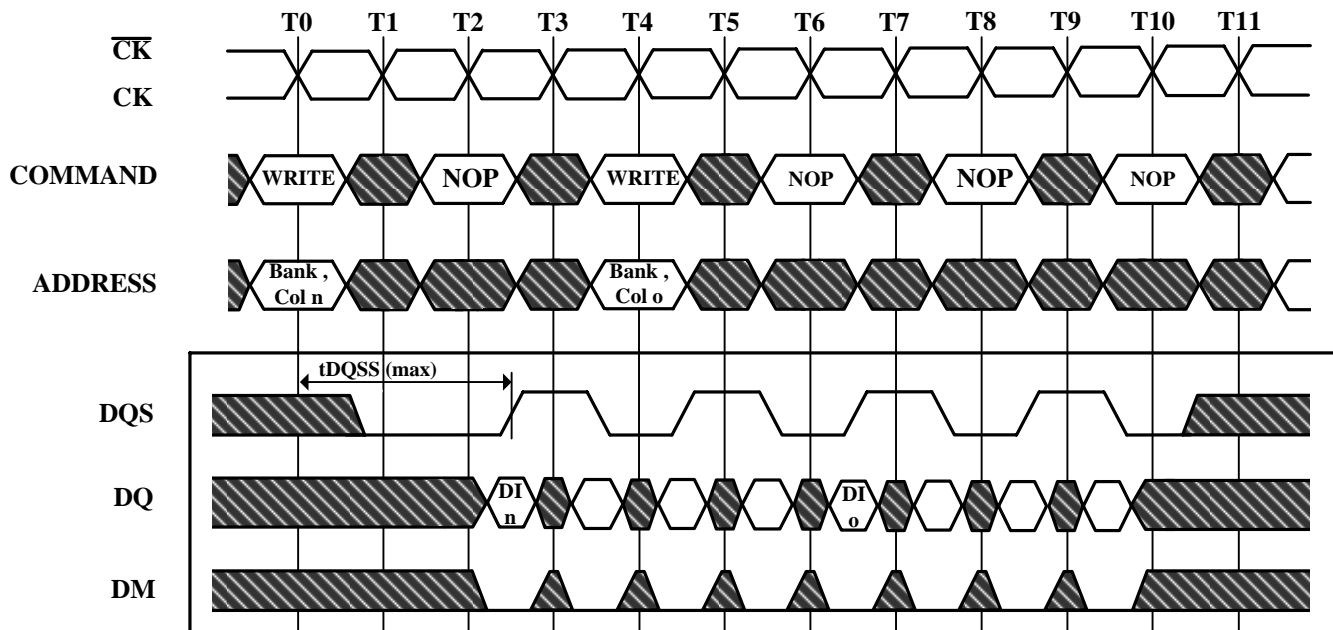 T0 T1 T2 T3 T4 T5 T6 T7 T8 T9 T10 T11
CK
CK
COMMAND
WRITE NOP WRITE NOP NOP NOP
ADDRESS
Bank ,
Col n
Bank ,
Col o
tDQSS (max)
DQS
DQ
DI
n
DI
o
DM